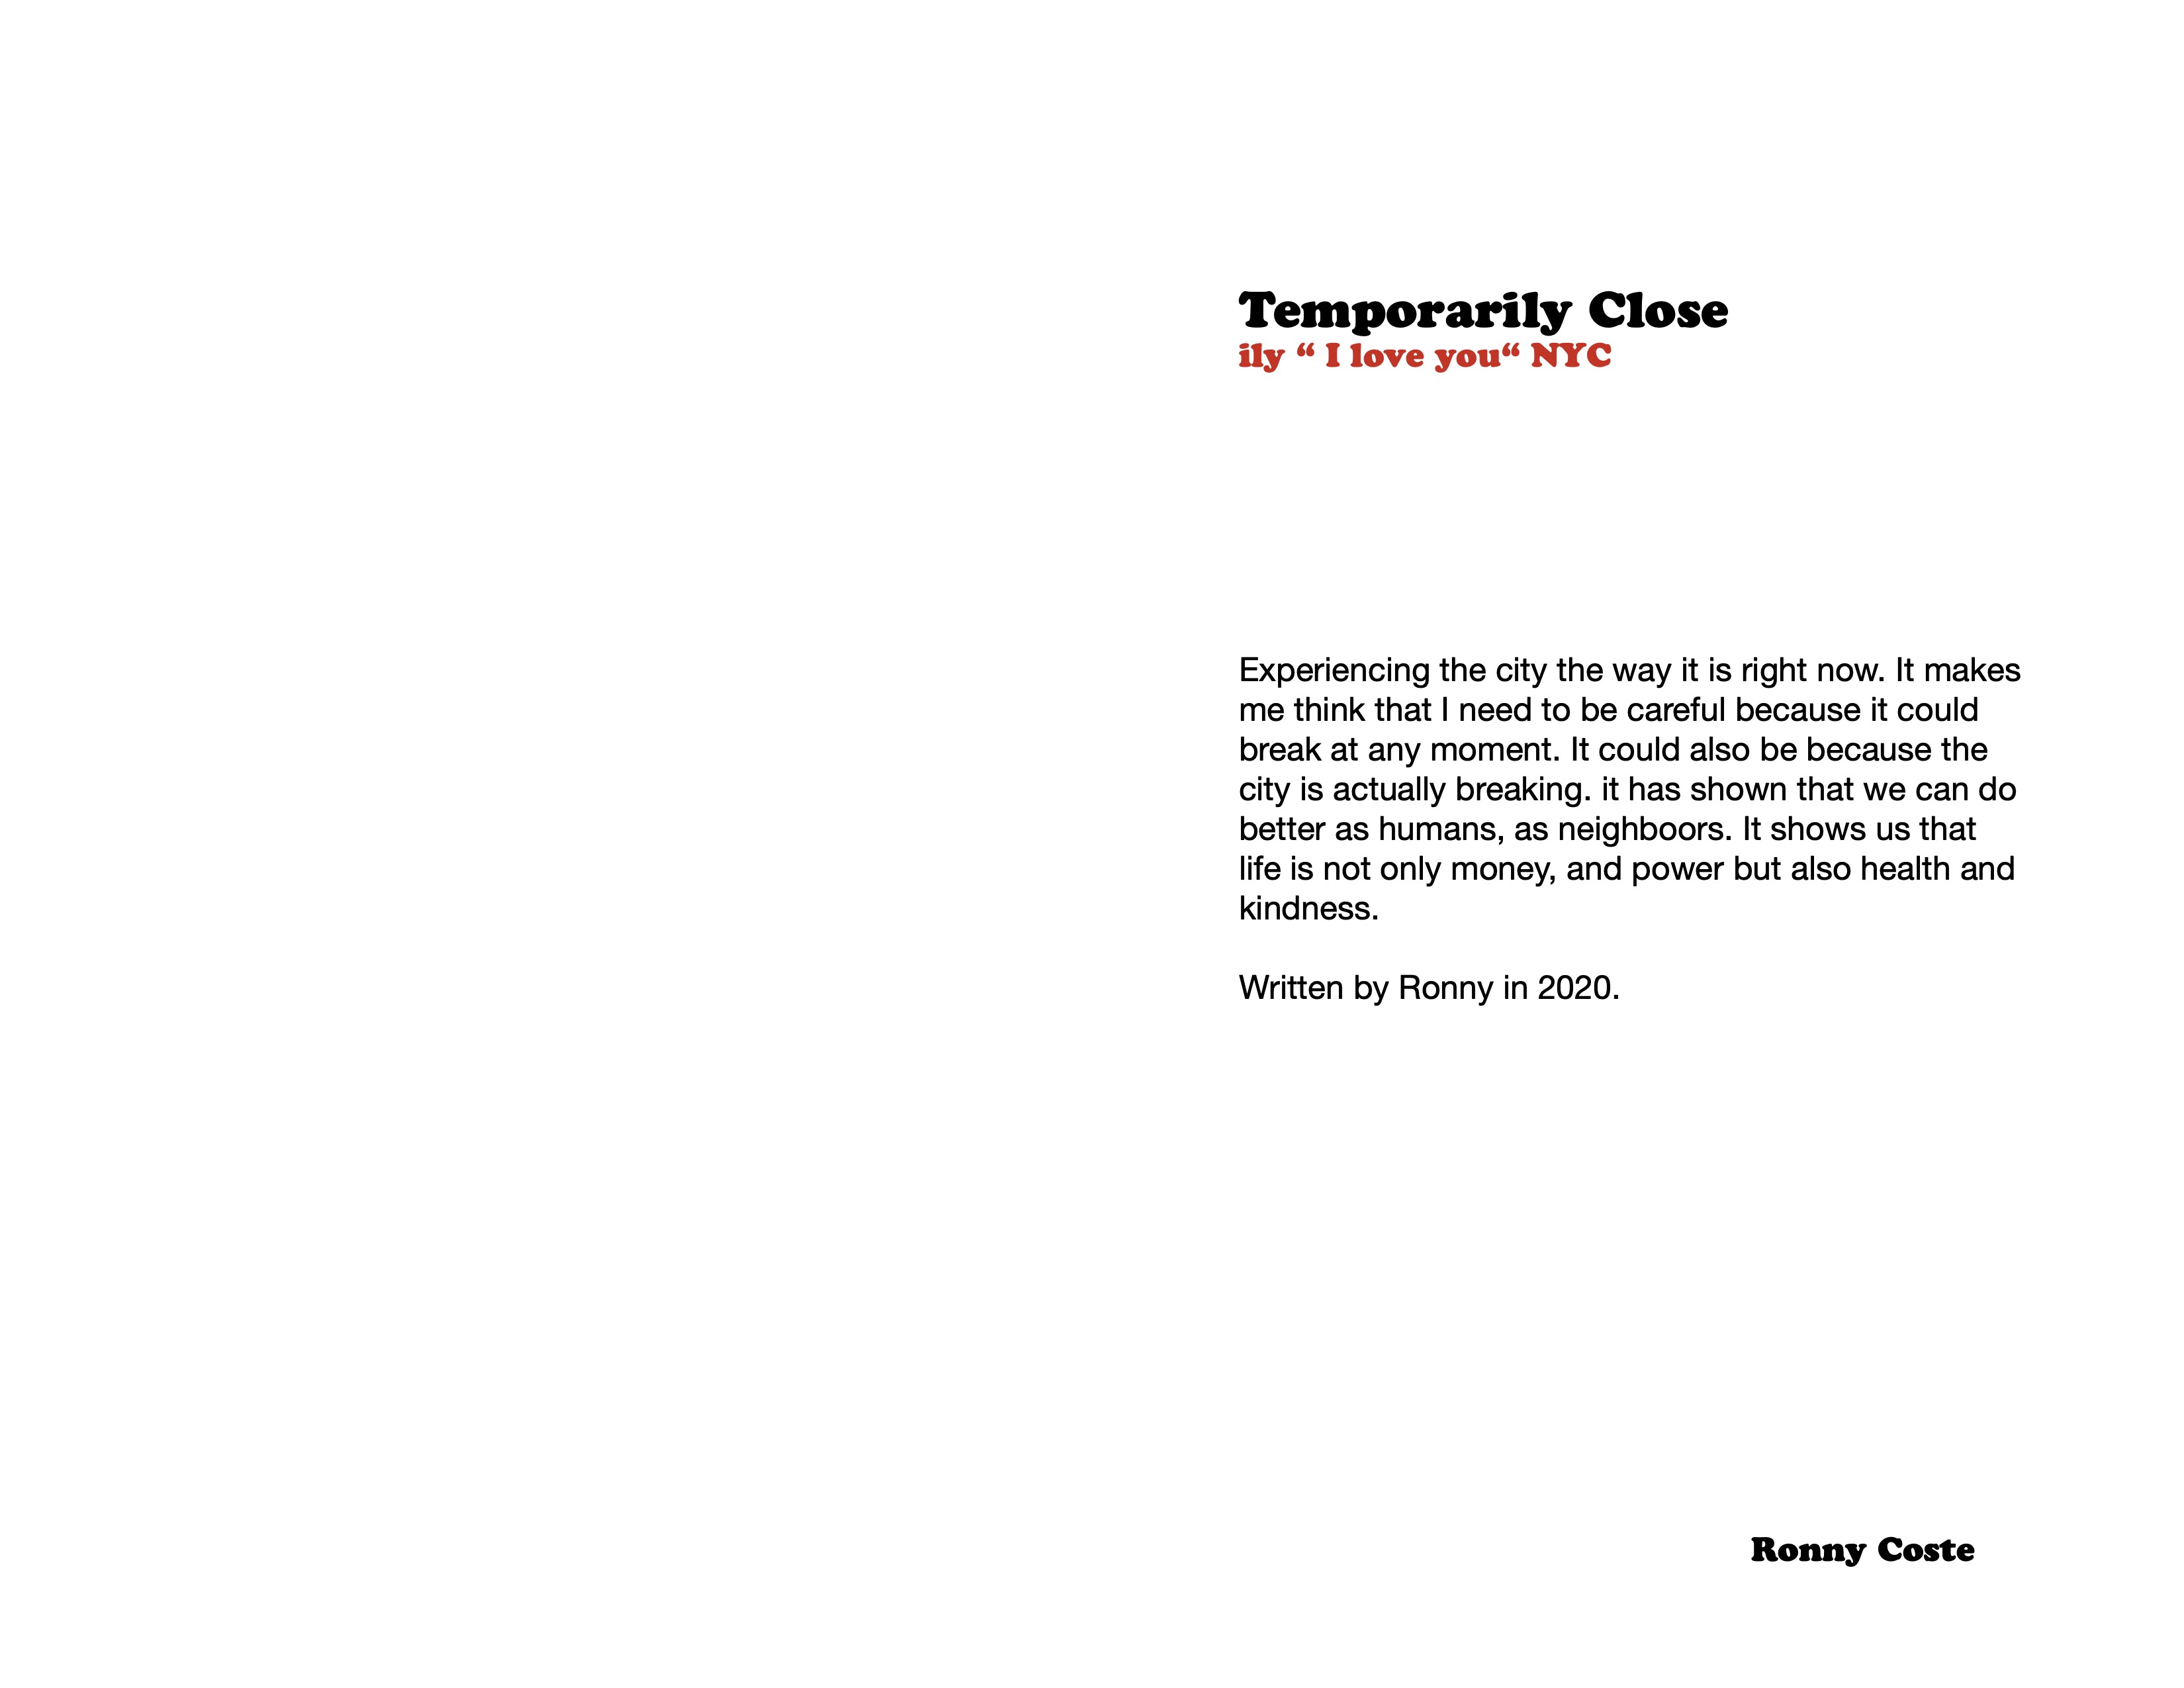 Temporarily Close
ily “ I love you“ NYC
Experiencing the city the way it is right now. It makes
me think that I need to be careful because it could
break at any moment. It could also be because the
city is actually breaking. it has shown that we can do
better as humans, as neighboors. It shows us that
life is not only money, and power but also health and
kindness.
Written by Ronny in 2020.
Ronny Coste